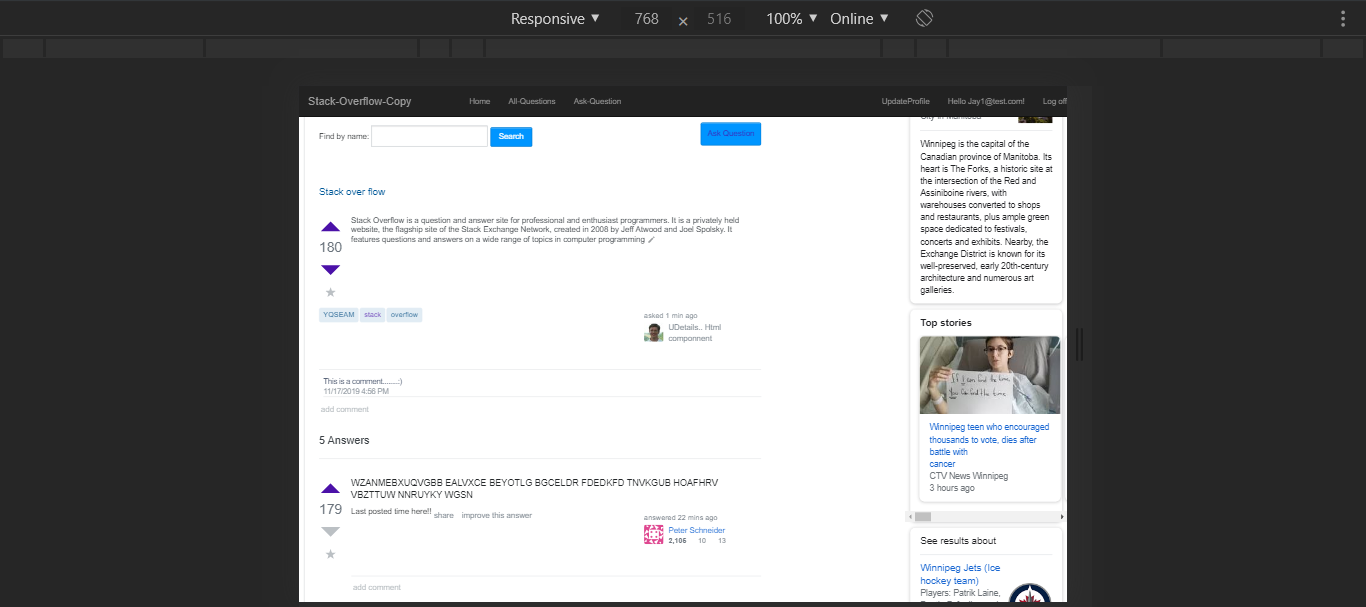 Responsive ▼ 768 × 516 100% ▼ Online ▼
Stack-Overflow-Copy Home All-Questions Ask-Question UpdateProfile Hello Jay1@test.com! Log off
Find by name: Search Ask Question
Stack over flow
Stack Overflow is a question and answer site for professional and enthusiast programmers. It is a privately held
website, the flagship site of the Stack Exchange Network, created in 2008 by Jeff Atwood and Joel Spolsky. It
features questions and answers on a wide range of topics in computer programming
180
YQSEAM stack overflow
asked 1 min ago
UDetails.. Html
componnent
This is a comment........:)
11/17/2019 4:56 PM
add comment
5 Answers
WZANMEBXUQVGBB EALVXCE BEYOTLG BGCELDR FDEDKFD TNVKGUB HOAFHRV
VBZTTUW NNRUYKY WGSN
179
Last posted time here!! share improve this answer
answered 22 mins ago
Peter Schneider
2,106 10 13
add comment
City in Manitoba
Winnipeg is the capital of the
Canadian province of Manitoba. Its
heart is The Forks, a historic site at
the intersection of the Red and
Assiniboine rivers, with
warehouses converted to shops
and restaurants, plus ample green
space dedicated to festivals,
concerts and exhibits. Nearby, the
Exchange District is known for its
well-preserved, early 20th-century
architecture and numerous art
galleries.
Top stories
If I can find the time
You can find the time
Winnipeg teen who encouraged
thousands to vote, dies after
battle with
cancer
CTV News Winnipeg
3 hours ago
See results about
Winnipeg Jets (Ice
hockey team)
Players: Patrik Laine,